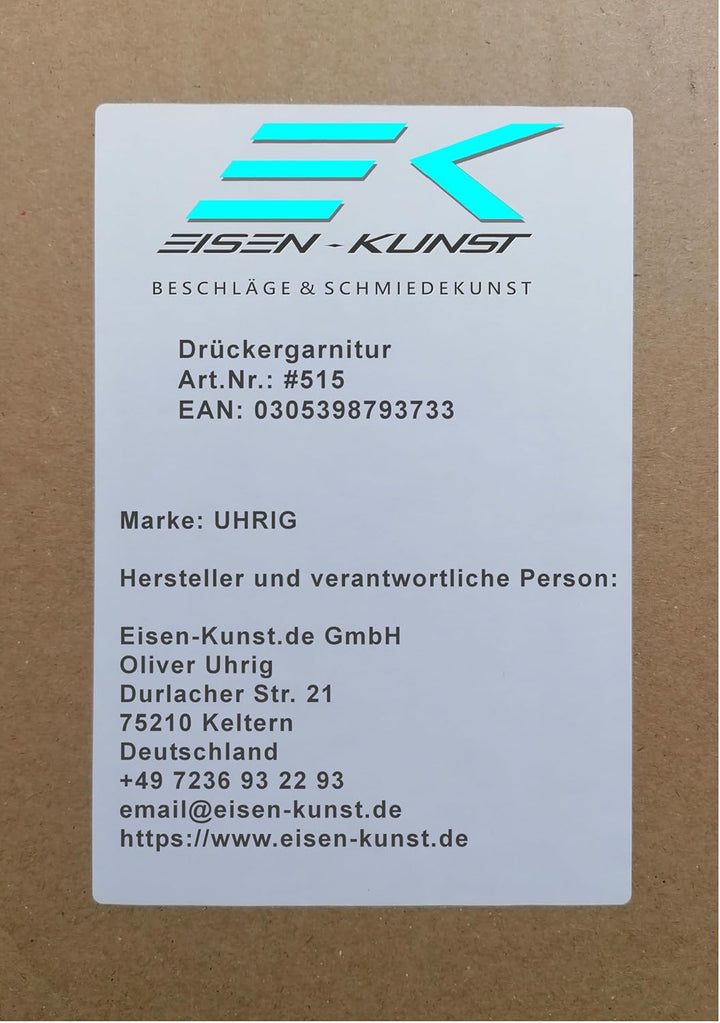 EISEN-KUNST
BESCHLÄGE & SCHMIEDEKUNST
Drückergarnitur
Art.Nr.: #515
EAN: 0305398793733
Marke: UHRIG
Hersteller und verantwortliche Person:
Eisen-Kunst.de GmbH
Oliver Uhrig
Durlacher Str. 21
75210 Keltern
Deutschland
+49 7236 93 22 93
email@eisen-kunst.de
https://www.eisen-kunst.de